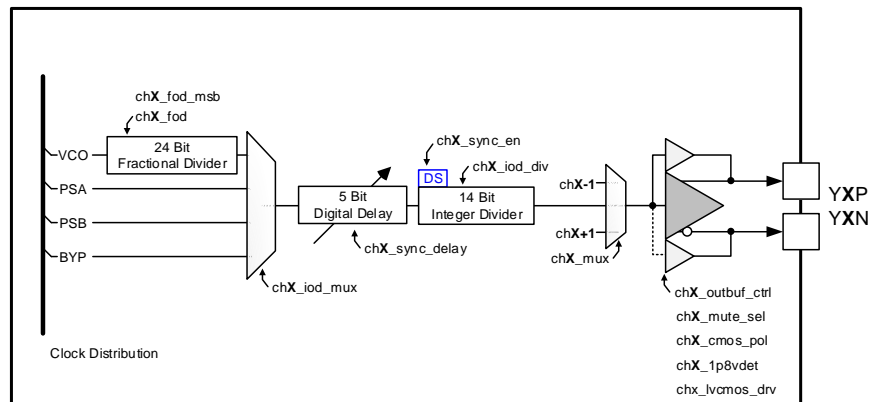 chX_fod_msb
chX_fod
VCO
24 Bit
Fractional Divider
PSA
PSB
BYP
chX_iod_mux
5 Bit
Digital Delay
chX_sync_delay
chX_sync_en
DS
chX_iod_div
14 Bit
Integer Divider
chX-1
chX+1
chX_mux
YXP
YXN
chX_outbuf_ctrl
chX_mute_sel
chX_cmos_pol
chX_1p8vdet
chx_lvcmos_drv
Clock Distribution